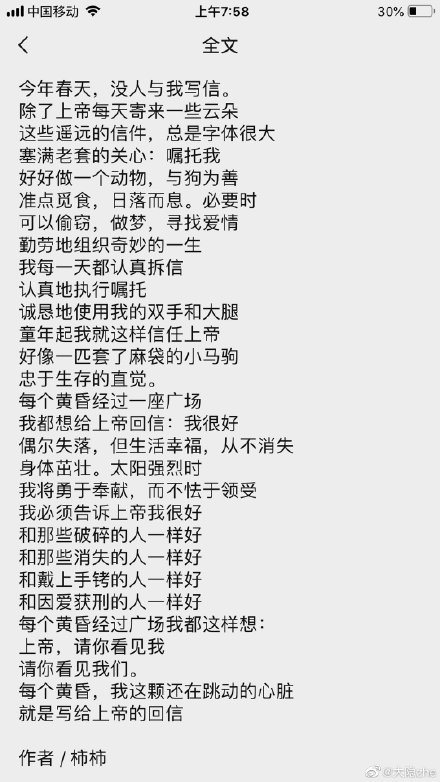 中国移动
上午7:58
30%
全文
今年春天，没人与我写信。
除了上帝每天寄来一些云朵
这些遥远的信件，总是字体很大
塞满老套的关心：嘱托我
好好做一个动物，与狗为善
准点觅食，日落而息。必要时
可以偷窃，做梦，寻找爱情
勤劳地组织奇妙的一生
我每一天都认真拆信
认真地执行嘱托
诚恳地使用我的双手和大腿
童年起我就这样信任上帝
好像一匹套了麻袋的小马驹
忠于生存的直觉。
每个黄昏经过一座广场
我都想给上帝回信：我很好
偶尔失落，但生活幸福，从不消失
身体茁壮。太阳强烈时
我将勇于奉献，而不怯于领受
我必须告诉上帝我很好
和那些破碎的人一样好
和那些消失的人一样好
和戴上手铐的人一样好
和因爱获刑的人一样好
每个黄昏经过广场我都这样想：
上帝，请你看见我
请你看见我们。
每个黄昏，我这颗还在跳动的心脏
就是写给上帝的回信
作者 / 柿柿